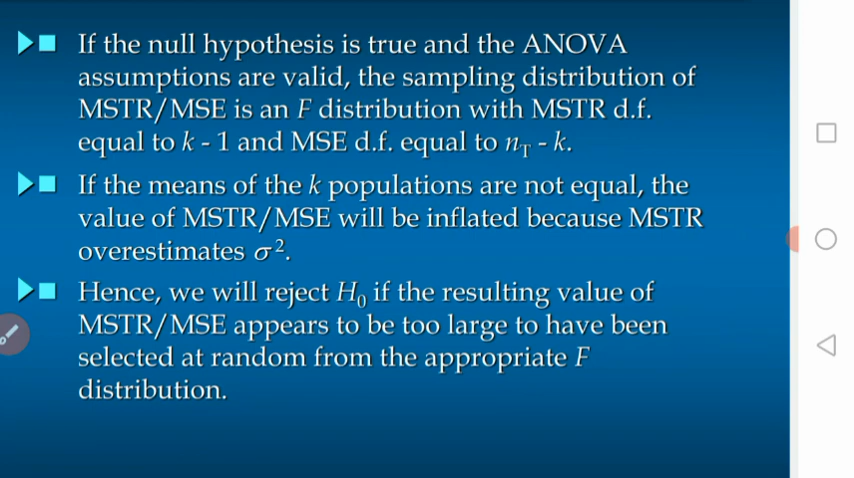 If the null hypothesis is true and the ANOVA
assumptions are valid, the sampling distribution of
MSTR/MSE is an F distribution with MSTR d.f.
equal to k - 1 and MSE d.f. equal to nT - k.
If the means of the k populations are not equal, the
value of MSTR/MSE will be inflated because MSTR
overestimates σ².
Hence, we will reject H₀ if the resulting value of
MSTR/MSE appears to be too large to have been
selected at random from the appropriate F
distribution.